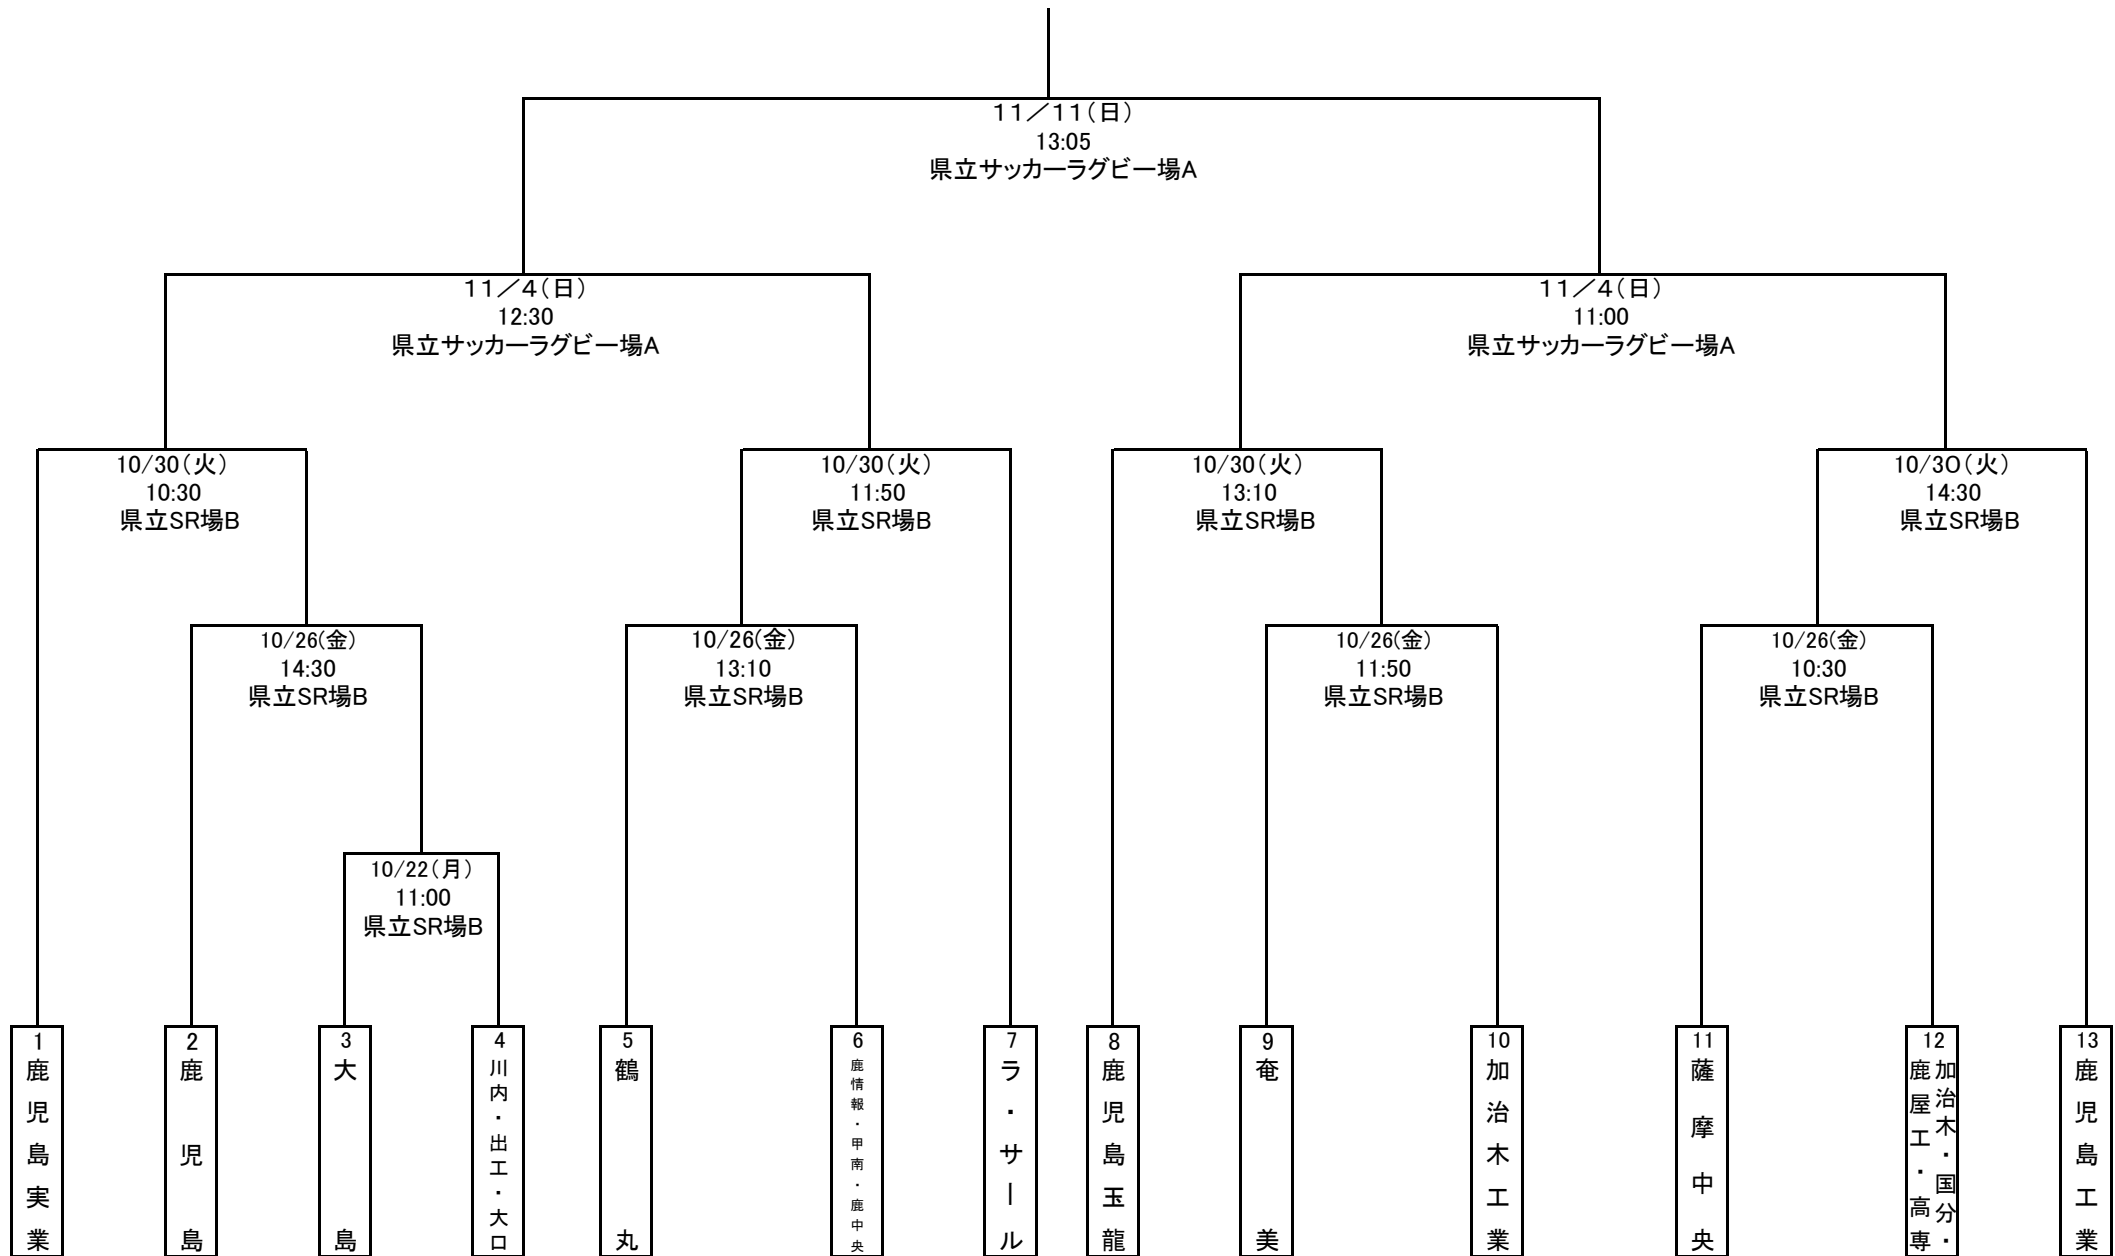 11／11（日）
13:05
県立サッカーラグビー場A
11／4（日）
12:30
県立サッカーラグビー場A
11／4（日）
11:00
県立サッカーラグビー場A
10/30（火）
10:30
県立SR場B
10/30（火）
11:50
県立SR場B
10/30（火）
13:10
県立SR場B
10/30（火）
14:30
県立SR場B
10/26(金)
14:30
県立SR場B
10/26(金)
13:10
県立SR場B
10/26(金)
11:50
県立SR場B
10/26(金)
10:30
県立SR場B
10/22（月）
11:00
県立SR場B
1
鹿児島実業
2
鹿児島
3
大島
4
川内・出工・大口
5
鶴丸
6
鹿情報・甲南・鹿中央
7
ラ・サール
8
鹿児島玉龍
9
奄美
10
加治木工業
11
薩摩中央
12
加治木・国分・
鹿屋工・高専
13
鹿児島工業